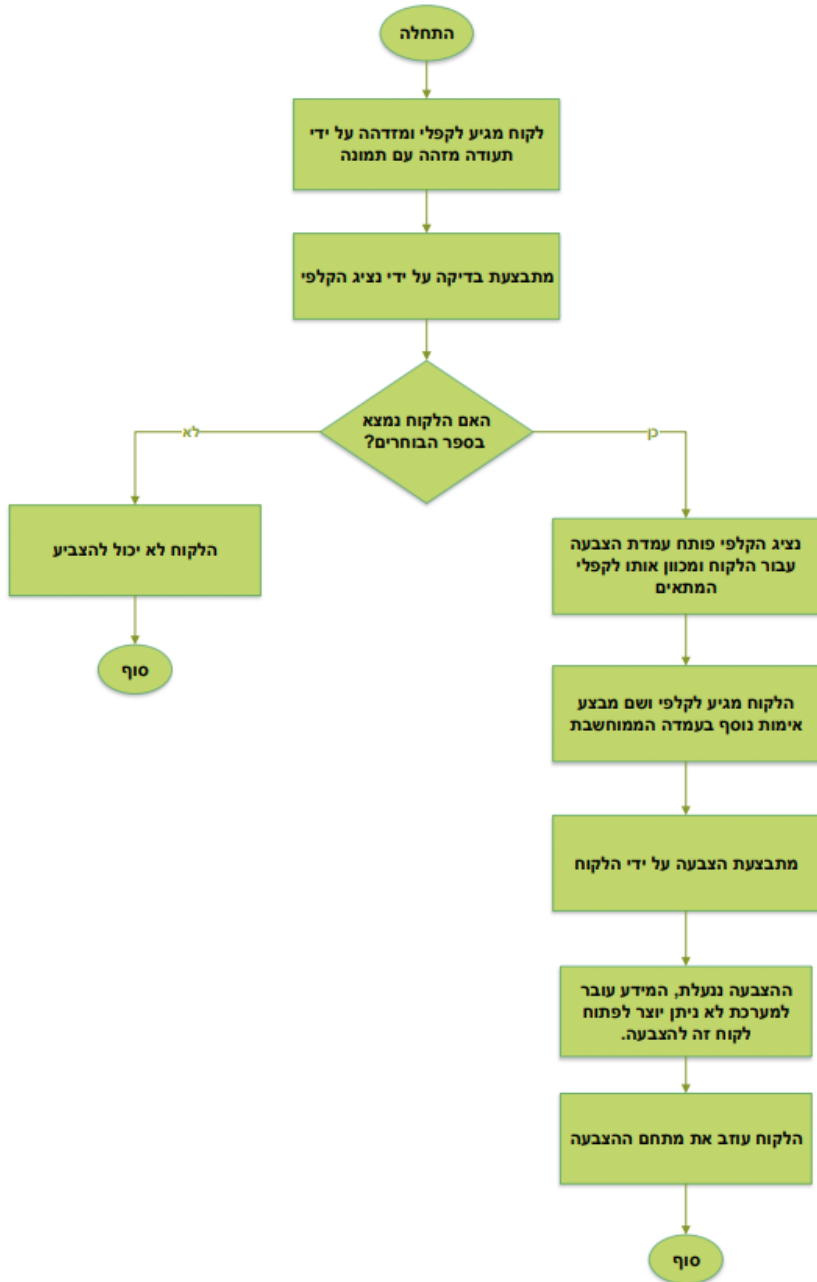 התחלה
לקוח מגיע לקפלי ומזדהה על ידי
תעודה מזהה עם תמונה
מתבצעת בדיקה על ידי נציג הקלפי
האם הלקוח נמצא
בספר הבוחרים?
כן
לא
נציג הקלפי פותח עמדת הצבעה
עבור הלקוח ומכוון אותו לקפלי
המתאים
הלקוח לא יכול להצביע
סוף
הלקוח מגיע לקלפי ושם מבצע
אימות נוסף בעמדה הממוחשבת
מתבצעת הצבעה על ידי הלקוח
ההצבעה ננעלת, המידע עובר
למערכת לא ניתן יוצר לפתוח
לקוח זה להצבעה.
הלקוח עוזב את מתחם ההצבעה
סוף